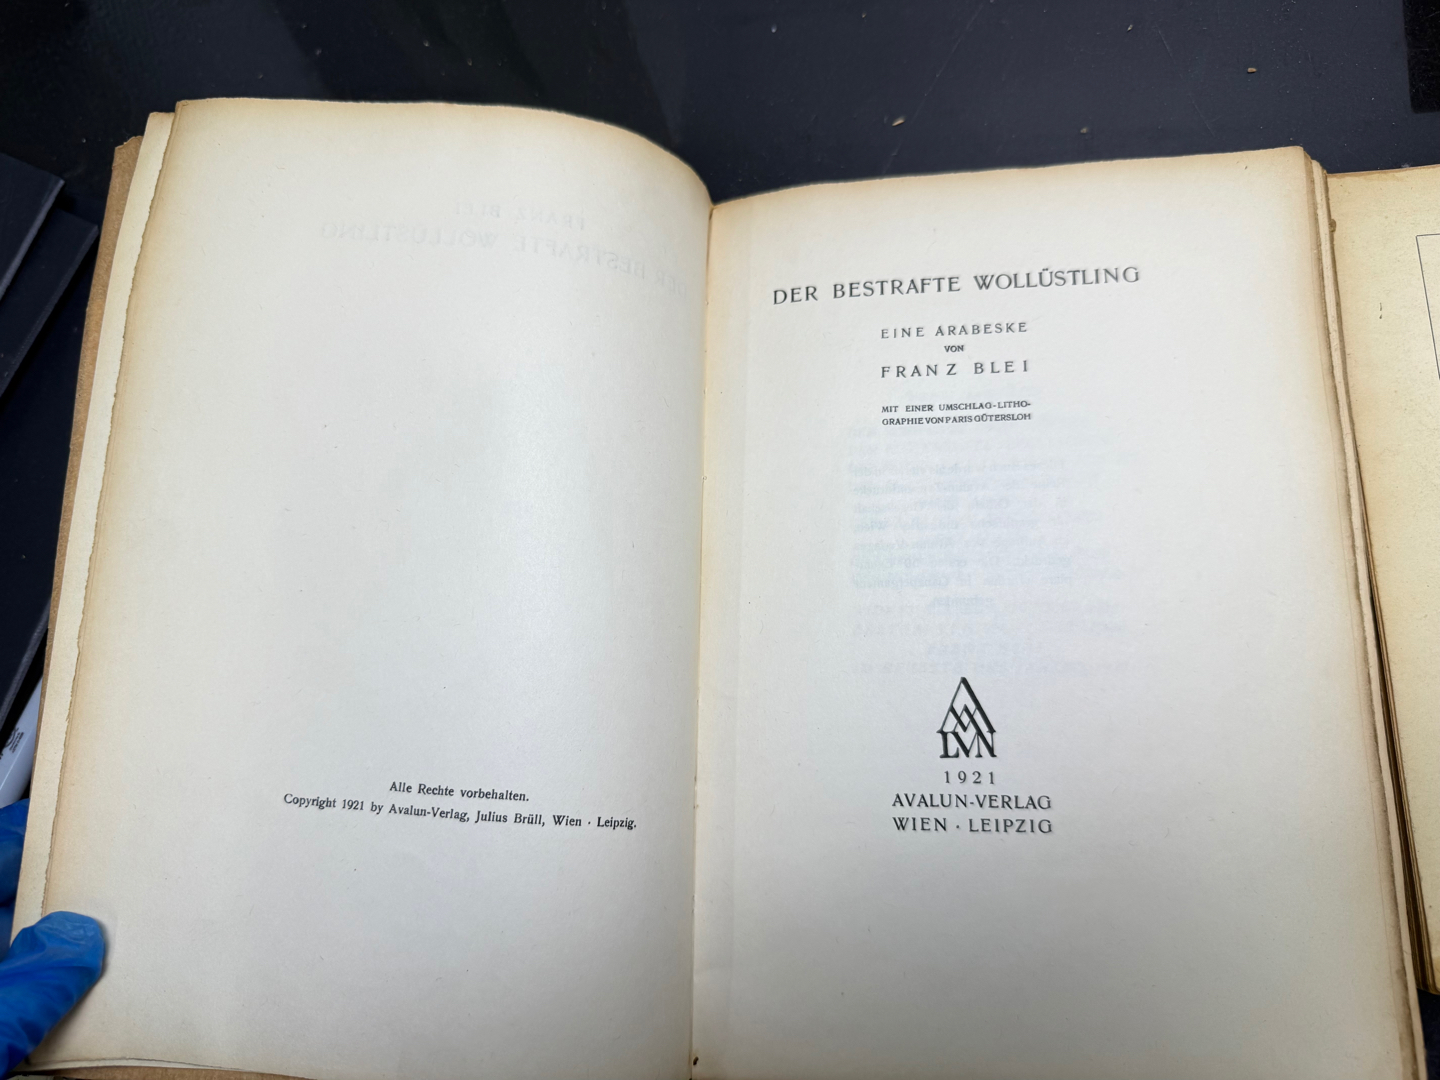 Alle Rechte vorbehalten.
Copyright 1921 by Avalun-Verlag, Julius Brüll, Wien · Leipzig.
DER BESTRAFTE WOLLÜSTLING
EINE ARABESKE
VON
FRANZ BLEI
MIT EINER UMSCHLAG-LITHO-
GRAPHIE VON PARIS GÜTERSLOH
1921
AVALUN-VERLAG
WIEN · LEIPZIG